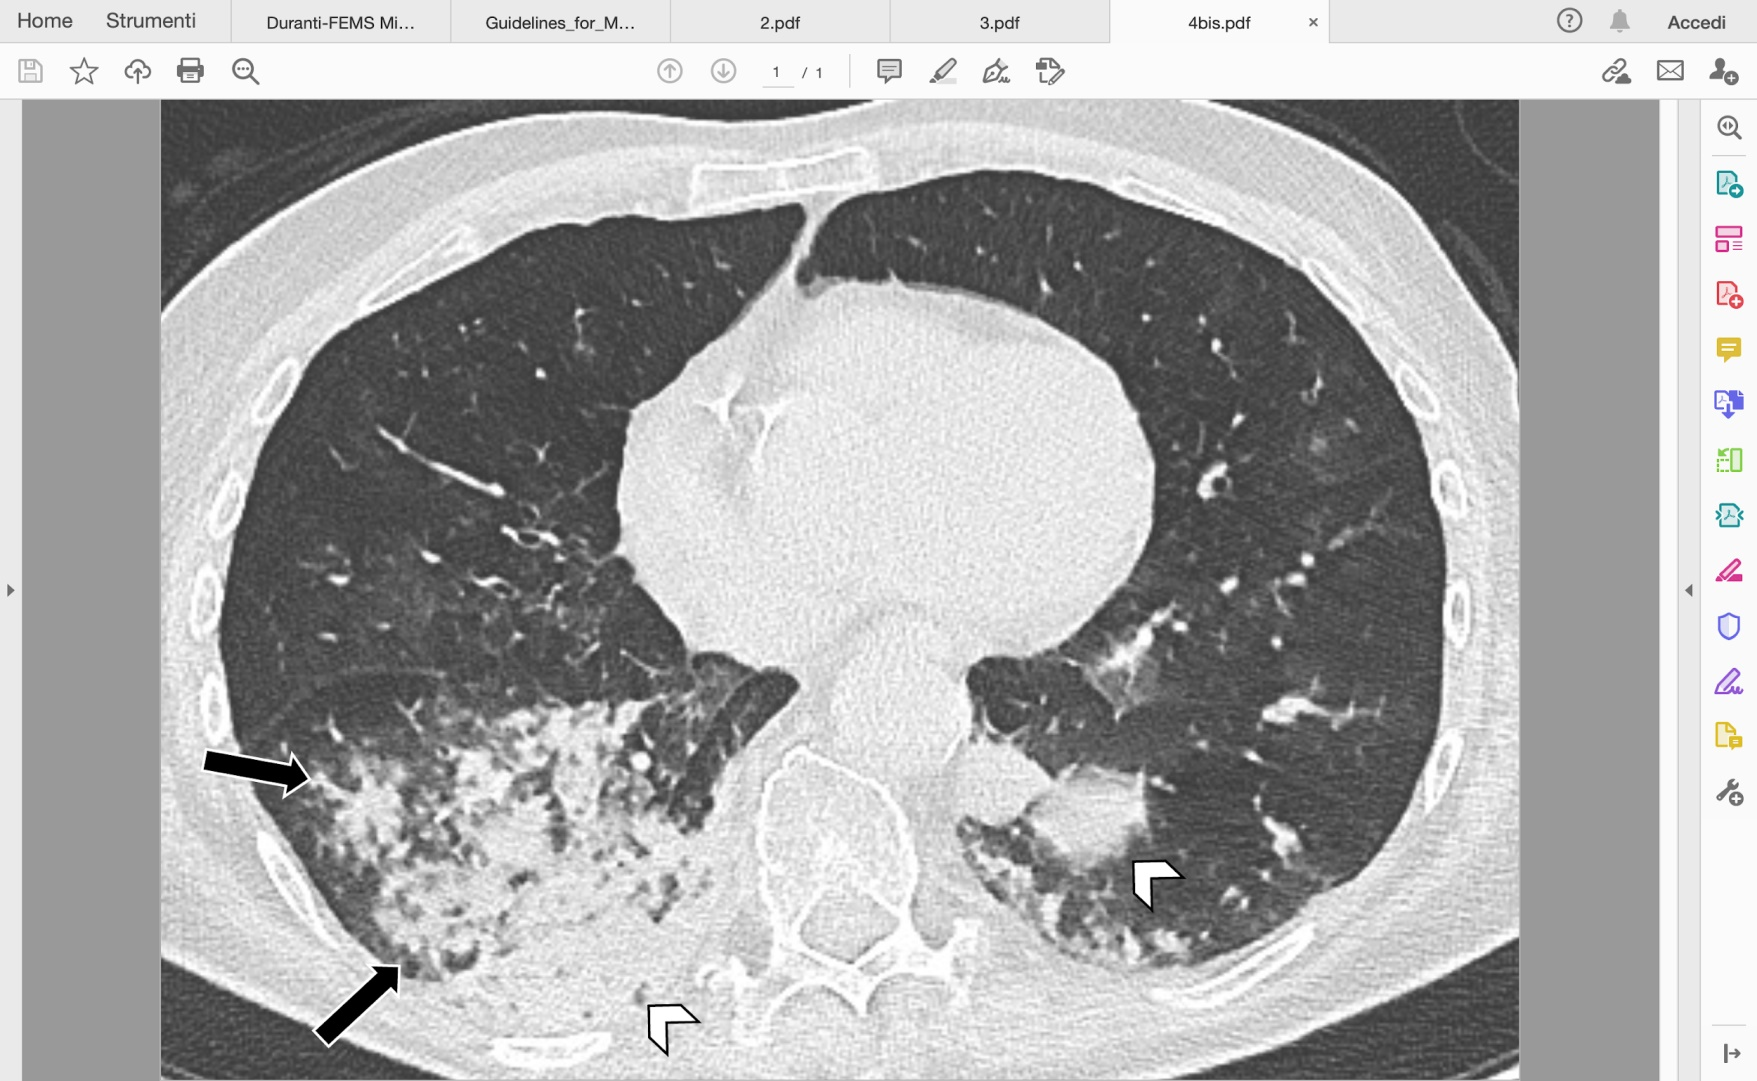 Home Strumenti Duranti-FEMS Mi... Guidelines_for_M... 2.pdf 3.pdf 4bis.pdf × Accedi
1 / 1